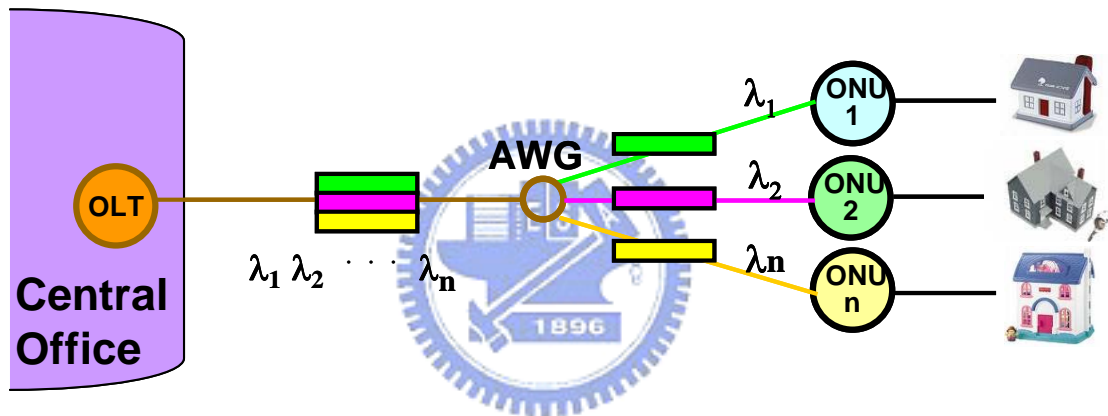 OLT
Central
Office
λ1 λ2 · · · λn
AWG
λ1
λ2
λn
ONU
1
ONU
2
ONU
n
1896